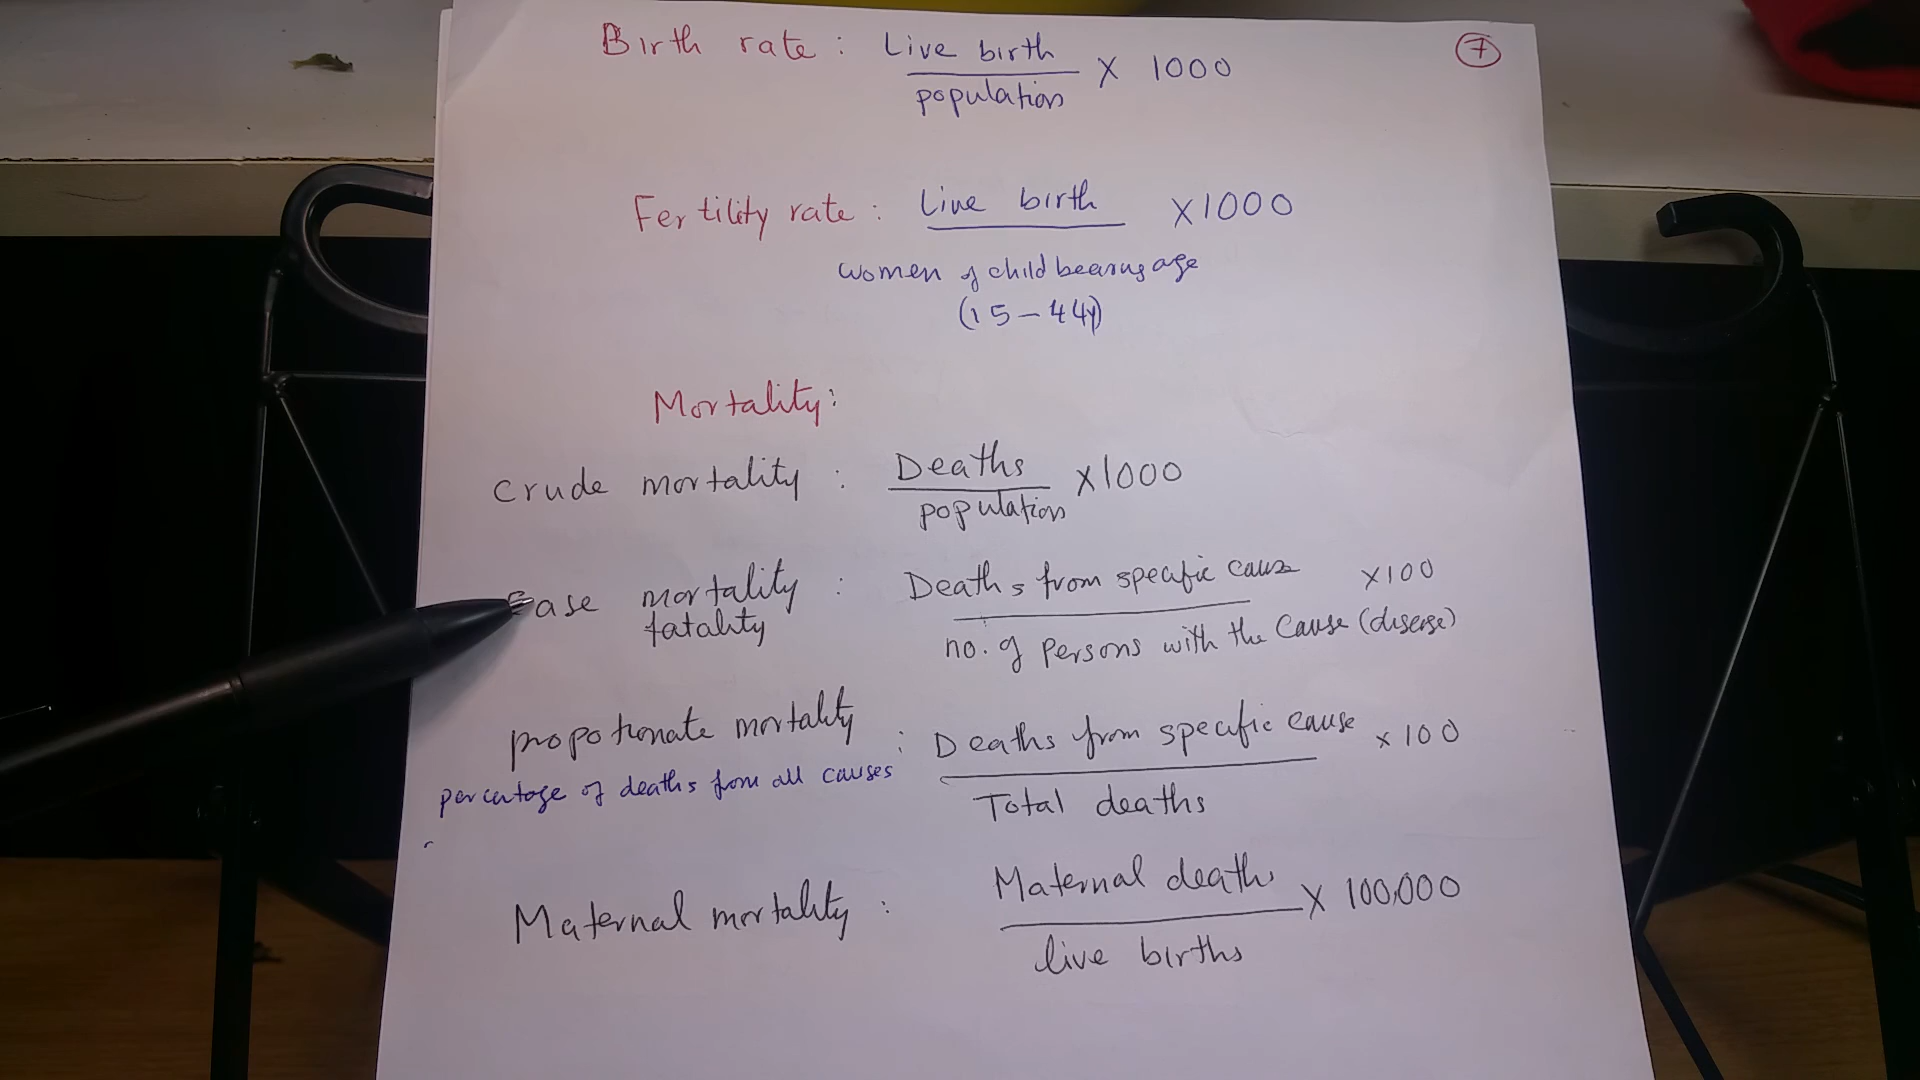 Birth rate : Live birth / population X 1000
7
Fertility rate : Live birth / women of child bearing age (15-44y) X1000
Mortality:
Crude mortality : Deaths / population X1000
Case mortality fatality : Deaths from specific cause / no. of persons with the cause (disease) X100
propotionate mortality : Deaths from specific cause / Total deaths x 100
percentage of deaths from all causes
Maternal mortality : Maternal deaths / live births X 100,000